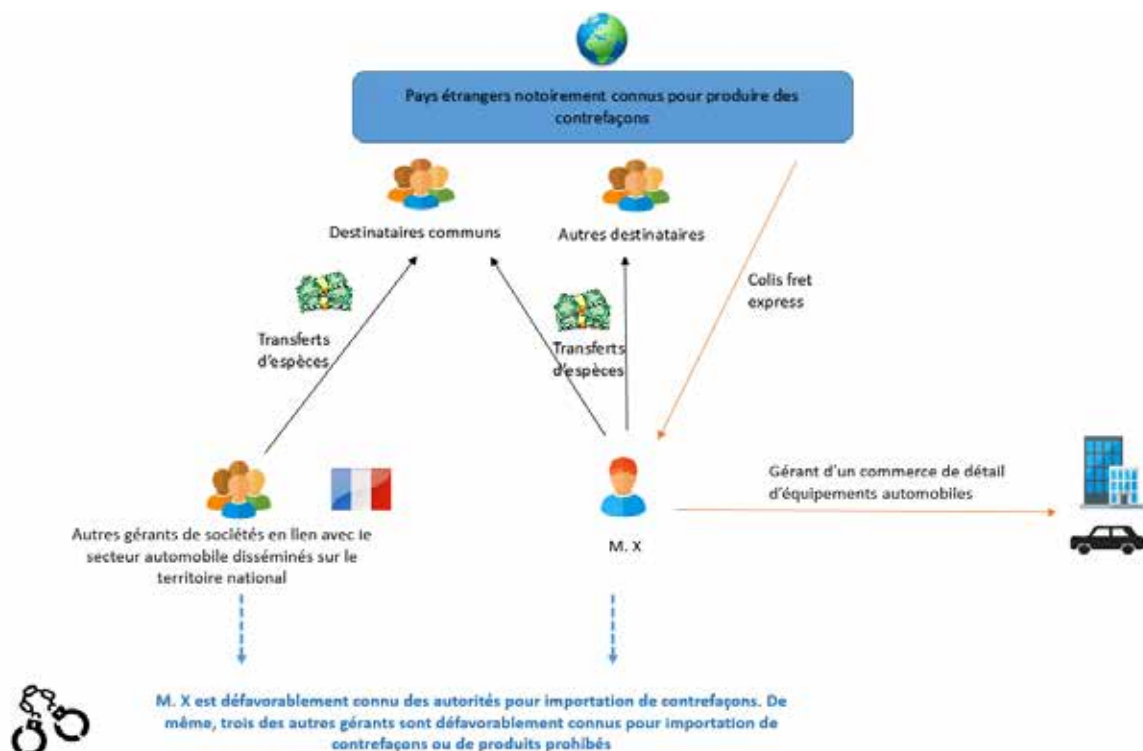 Pays étrangers notoirement connus pour produire des
contrefaçons
Destinataires communs
Autres destinataires
Colis fret
express
Transferts
d'espèces
Transferts
d'espèces
Gérant d'un commerce de détail
d'équipements automobiles
M. X
Autres gérants de sociétés en lien avec le
secteur automobile disséminés sur le
territoire national
M. X est défavorablement connu des autorités pour importation de contrefaçons. De
même, trois des autres gérants sont défavorablement connus pour importation de
contrefaçons ou de produits prohibés